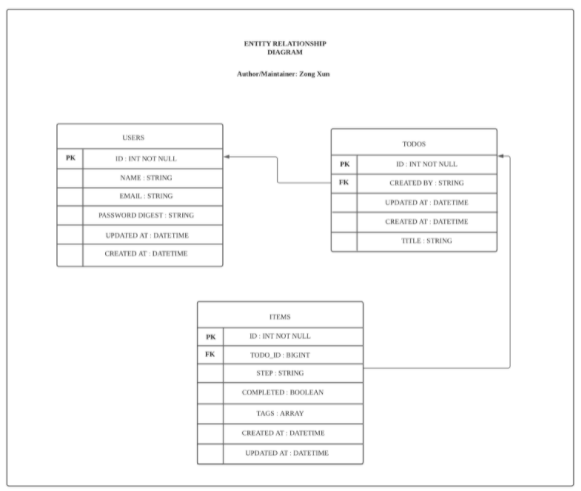 ENTITY RELATIONSHIP
DIAGRAM
Author/Maintainer: Zong Xun
USERS
PK ID : INT NOT NULL
NAME : STRING
EMAIL : STRING
PASSWORD DIGEST : STRING
UPDATED AT : DATETIME
CREATED AT : DATETIME
TODOS
PK ID : INT NOT NULL
FK CREATED BY : STRING
UPDATED AT : DATETIME
CREATED AT : DATETIME
TITLE : STRING
ITEMS
PK ID : INT NOT NULL
FK TODO_ID : BIGINT
STEP : STRING
COMPLETED : BOOLEAN
TAGS : ARRAY
CREATED AT : DATETIME
UPDATED AT : DATETIME